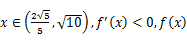 x ∈ (2√5/5, √10), f′(x) < 0, f(x)